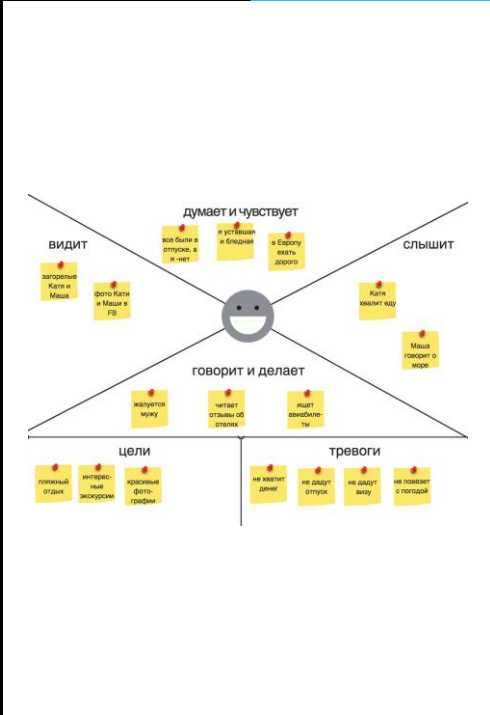 думает и чувствует
все были в
отпуске, а
я -нет
я уставшая
и бледная
в Европу
ехать
дорого
видит
загорелые
Катя и
Маша
фото Кати
и Маши в
FB
слышит
Катя
хвалит еду
Маша
говорит о
море
говорит и делает
жалуется
мужу
читает
отзывы об
отелях
ищет
авиабиле-
ты
цели
пляжный
отдых
интерес-
ные
экскурсии
красивые
фото-
графии
тревоги
не хватит
денег
не дадут
отпуск
не дадут
визу
не повезет
с погодой